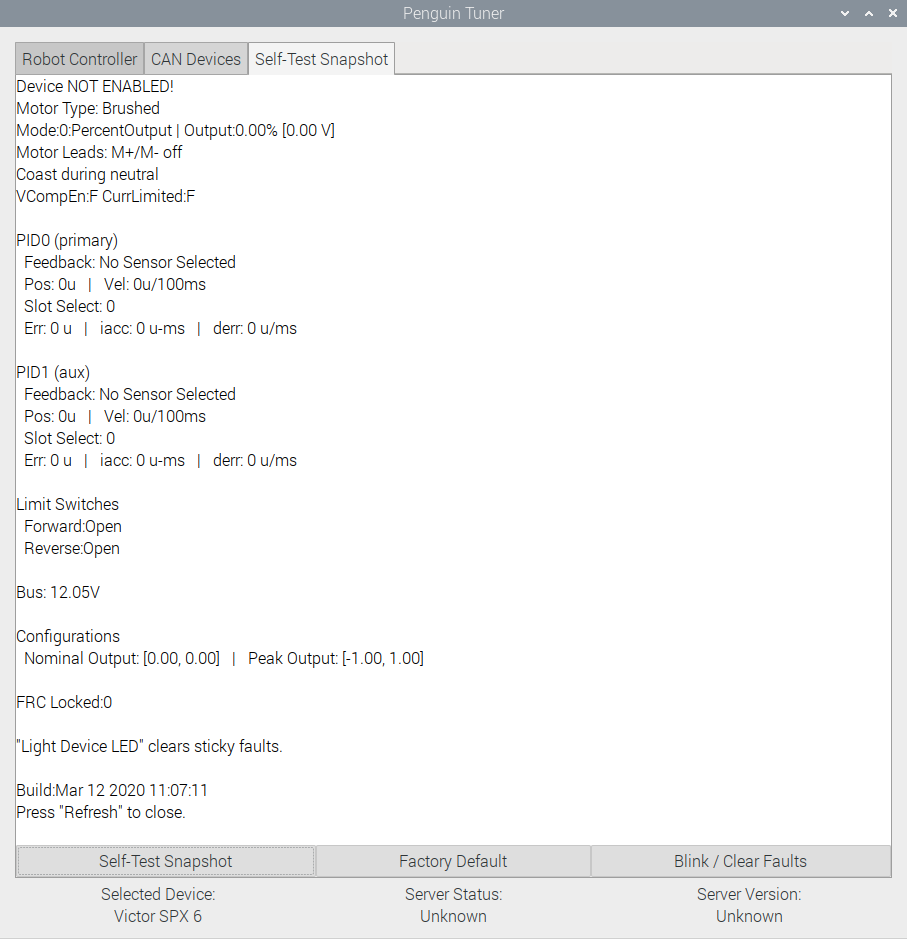 Penguin Tuner
Robot Controller CAN Devices Self-Test Snapshot
Device NOT ENABLED!
Motor Type: Brushed
Mode:0:PercentOutput | Output:0.00% [0.00 V]
Motor Leads: M+/M- off
Coast during neutral
VCompEn:F CurrLimited:F
PID0 (primary)
Feedback: No Sensor Selected
Pos: 0u | Vel: 0u/100ms
Slot Select: 0
Err: 0 u | iacc: 0 u-ms | derr: 0 u/ms
PID1 (aux)
Feedback: No Sensor Selected
Pos: 0u | Vel: 0u/100ms
Slot Select: 0
Err: 0 u | iacc: 0 u-ms | derr: 0 u/ms
Limit Switches
Forward:Open
Reverse:Open
Bus: 12.05V
Configurations
Nominal Output: [0.00, 0.00] | Peak Output: [-1.00, 1.00]
FRC Locked:0
"Light Device LED" clears sticky faults.
Build:Mar 12 2020 11:07:11
Press "Refresh" to close.
Self-Test Snapshot Factory Default Blink / Clear Faults
Selected Device: Server Status: Server Version:
Victor SPX 6 Unknown Unknown